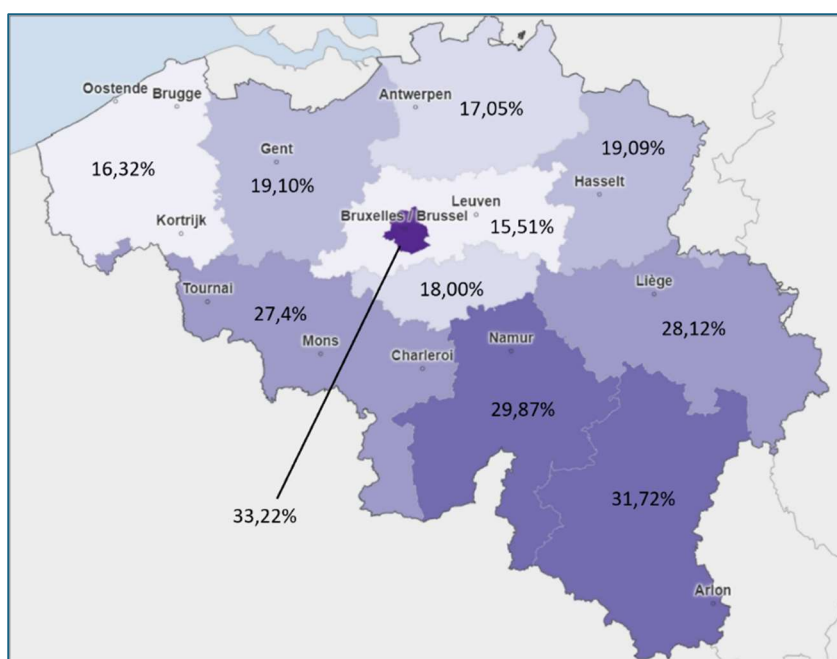 Oostende
Brugge
Antwerpen
17,05%
Gent
19,09%
16,32%
19,10%
Hasselt
Leuven
Kortrijk
Bruxelles / Brussel
15,51%
Tournai
18,00%
Liège
27,4%
28,12%
Mons
Charleroi
Namur
29,87%
31,72%
33,22%
Arlon